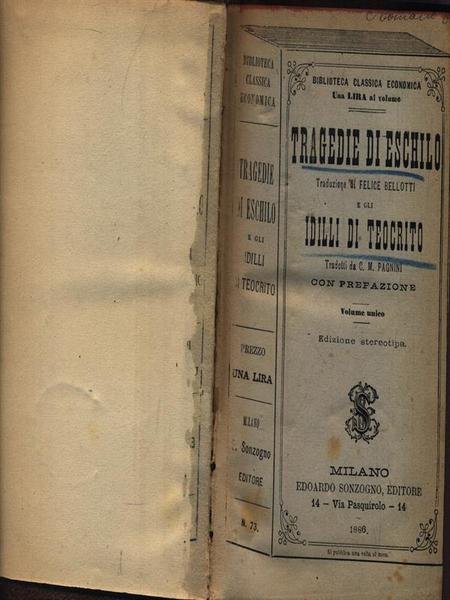 BIBLIOTECA
CLASSICA
ECONOMICA
TRAGEDIE
DI ESCHILO
E GLI
IDILLI
DI TEOCRITO
PREZZO
UNA LIRA
MILANO
Sonzogno
EDITORE
N. 73.
BIBLIOTECA CLASSICA ECONOMICA
Una LIRA al volume
TRAGEDIE DI ESCHILO
Traduzione di FELICE BELLOTTI
E GLI
IDILLI DI TEOCRITO
Tradotti da C. M. PAGNINI
CON PREFAZIONE
Volume unico
Edizione stereotipa.
MILANO
EDOARDO SONZOGNO, EDITORE
14 — Via Pasquirolo — 14
1886.
Si pubblica una volta al mese.